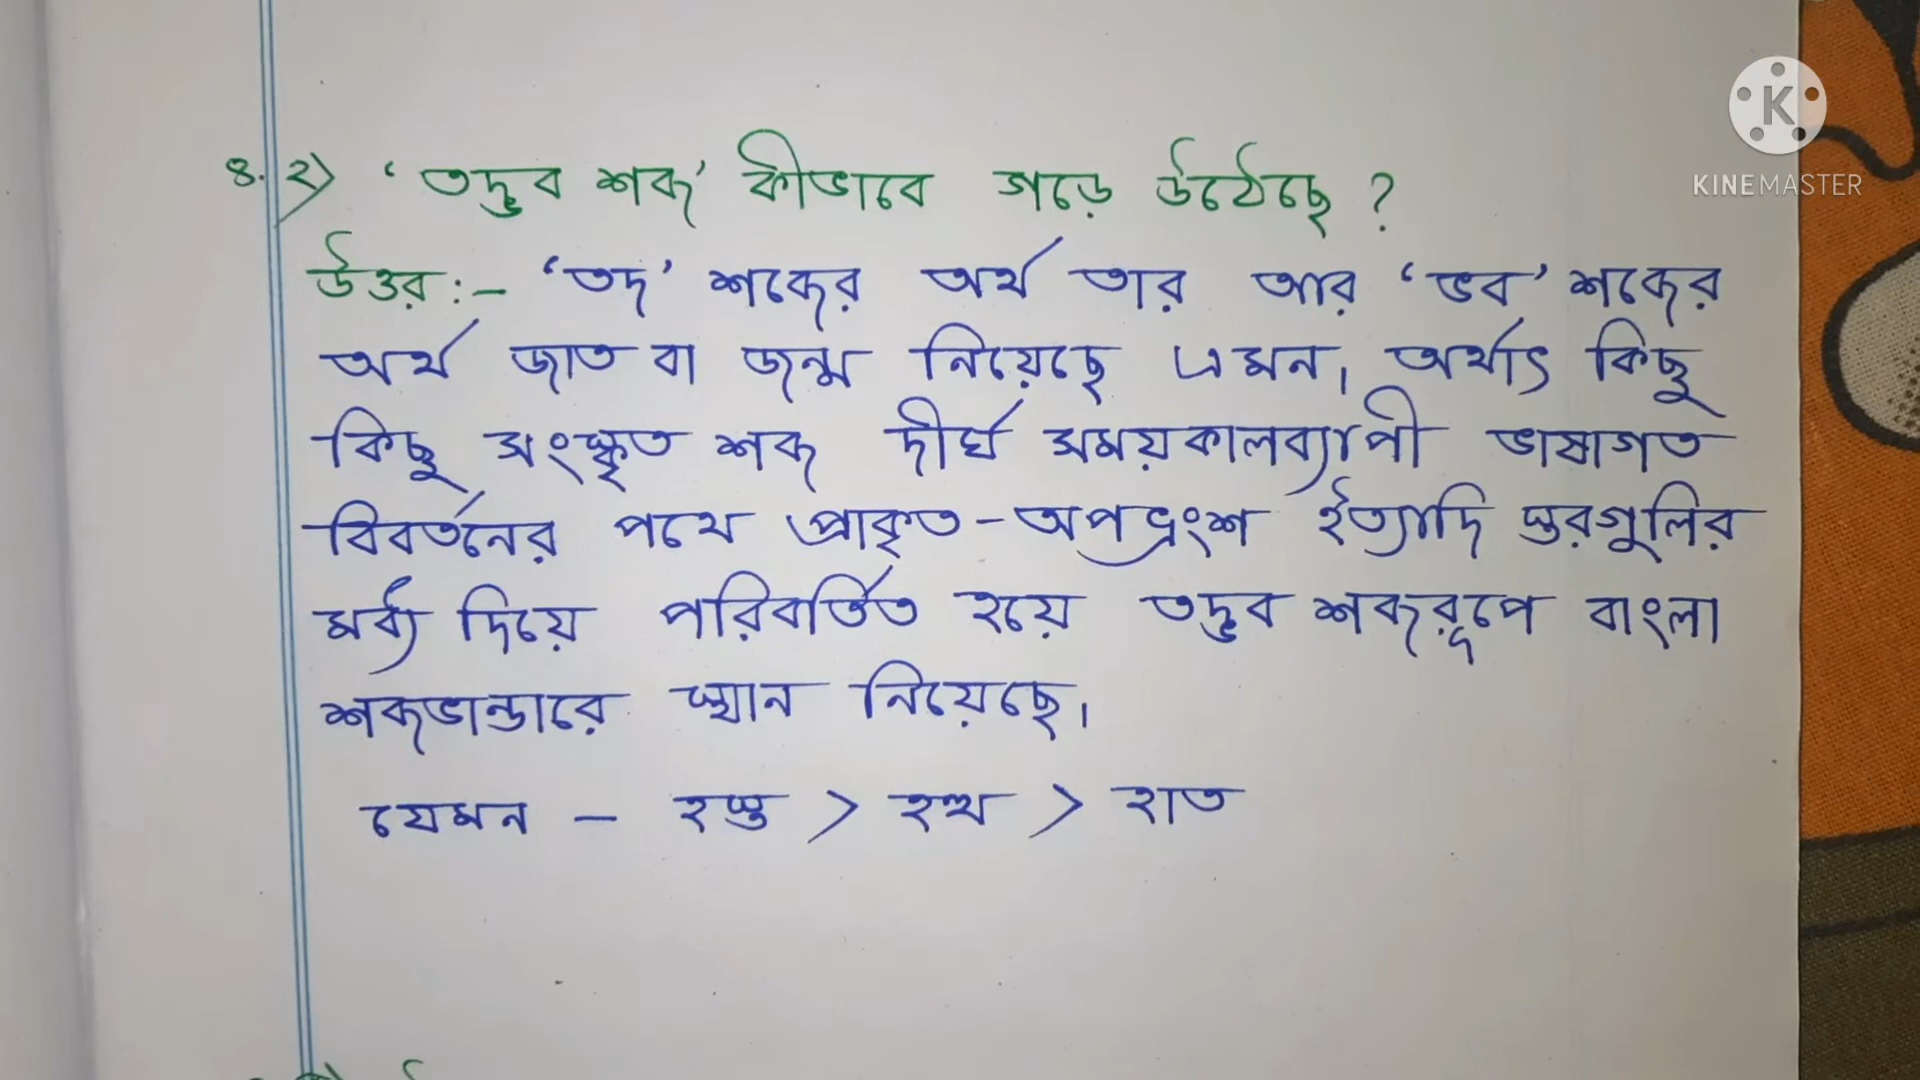 KINEMASTER
৪.২) 'তদ্ভব শব্দ' কীভাবে গড়ে উঠেছে ?
উত্তর :- 'তদ' শব্দের অর্থ তার আর 'ভব' শব্দের
অর্থ জাত বা জন্ম নিয়েছে এমন। অর্থাৎ কিছু
কিছু সংস্কৃত শব্দ দীর্ঘ সময়কালব্যাপী ভাষাগত
বিবর্তনের পথে প্রাকৃত-অপভ্রংশ ইত্যাদি স্তরগুলির
মধ্য দিয়ে পরিবর্তিত হয়ে তদ্ভব শব্দরূপে বাংলা
শব্দভান্ডারে স্থান নিয়েছে।
যেমন - হস্ত > হত্থ > হাত